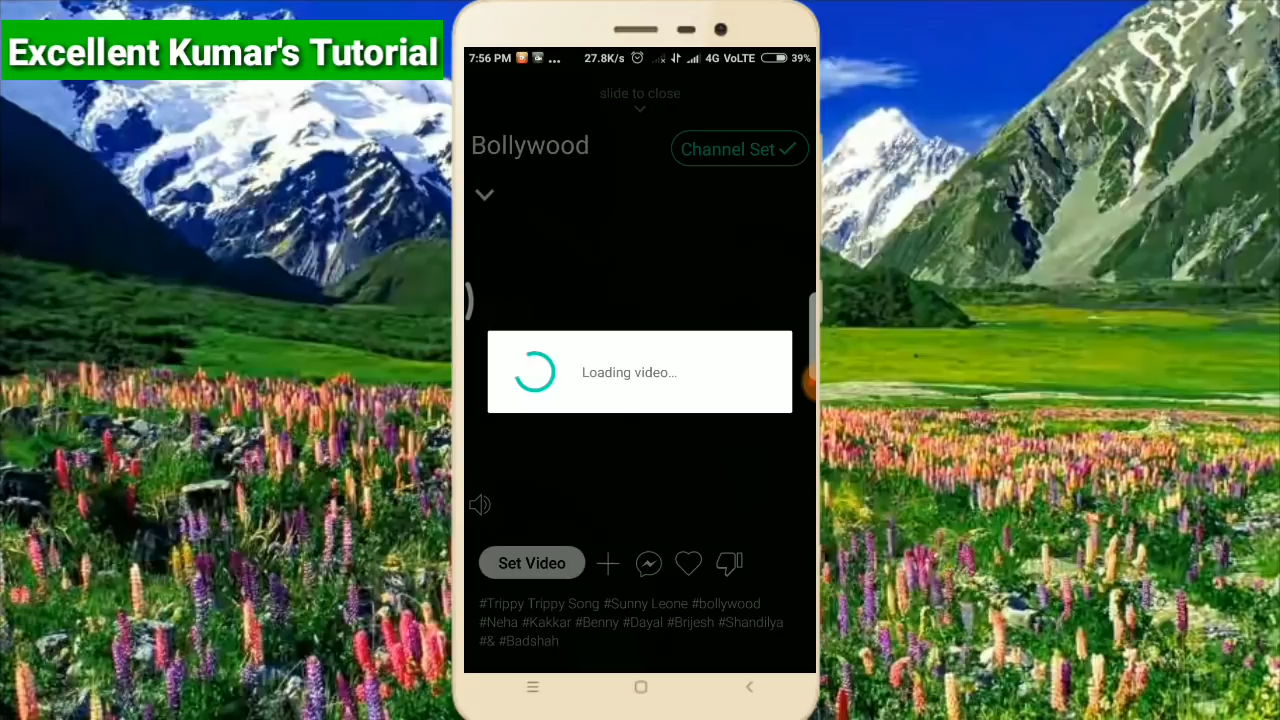 Excellent Kumar's Tutorial
7:56 PM ... 27.8K/s 4G VoLTE 39%
slide to close
Bollywood
Channel Set
Loading video...
Set Video
#Trippy Trippy Song #Sunny Leone #bollywood
#Neha #Kakkar #Benny #Dayal #Brijesh #Shandilya
#& #Badshah